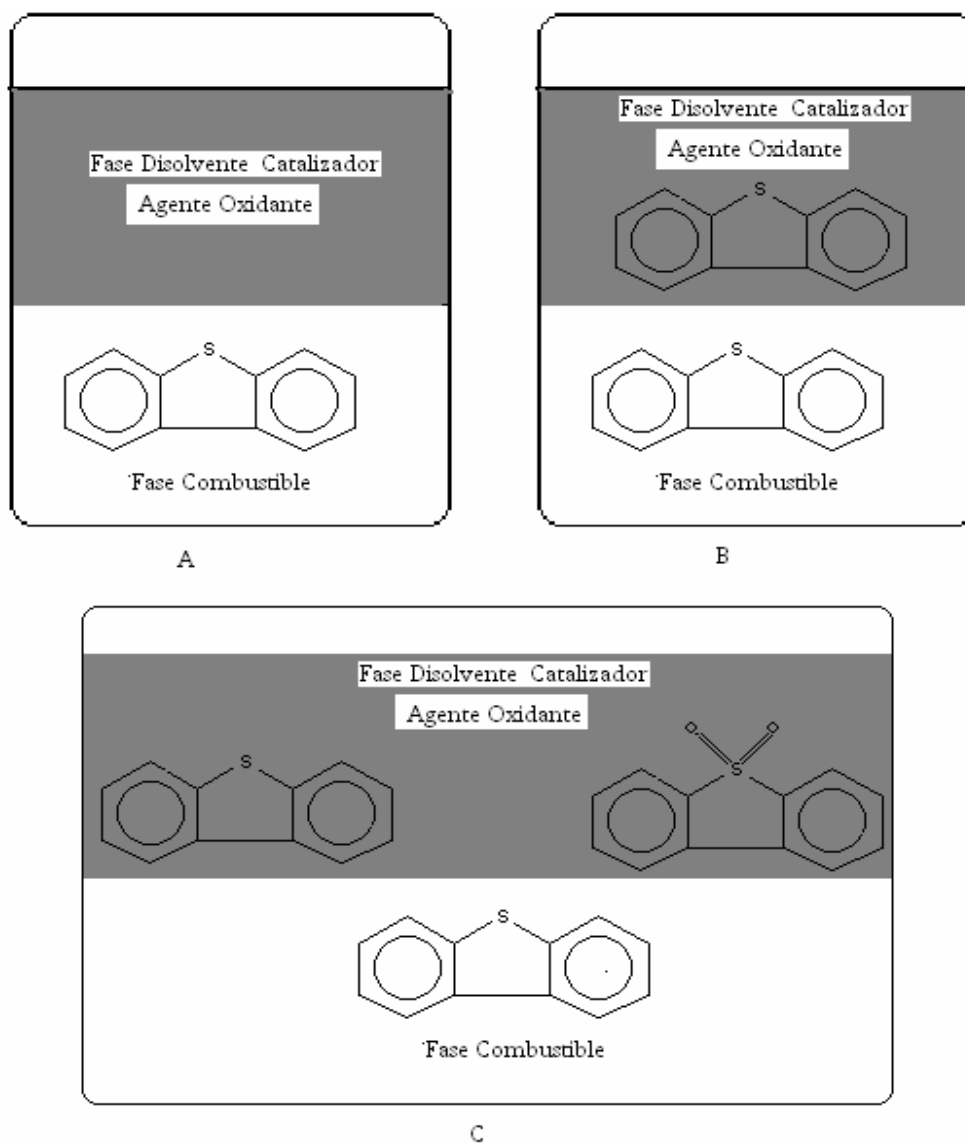 Fase Disolvente Catalizador
Agente Oxidante
S
Fase Combustible
A
Fase Disolvente Catalizador
Agente Oxidante
S
S
Fase Combustible
B
Fase Disolvente Catalizador
Agente Oxidante
S
O O
S
S
Fase Combustible
C